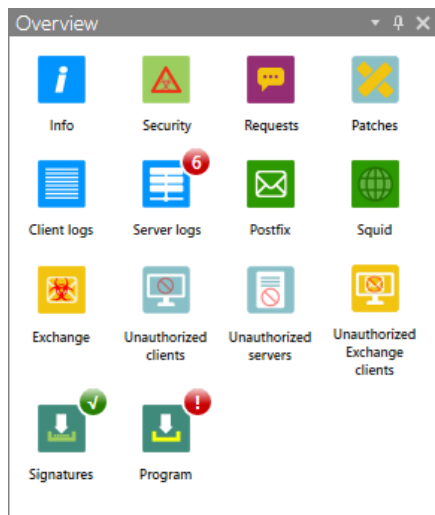 Overview
Info
Security
Requests
Patches
6
Client logs
Server logs
Postfix
Squid
Exchange
Unauthorized
clients
Unauthorized
servers
Unauthorized
Exchange
clients
√
!
Signatures
Program